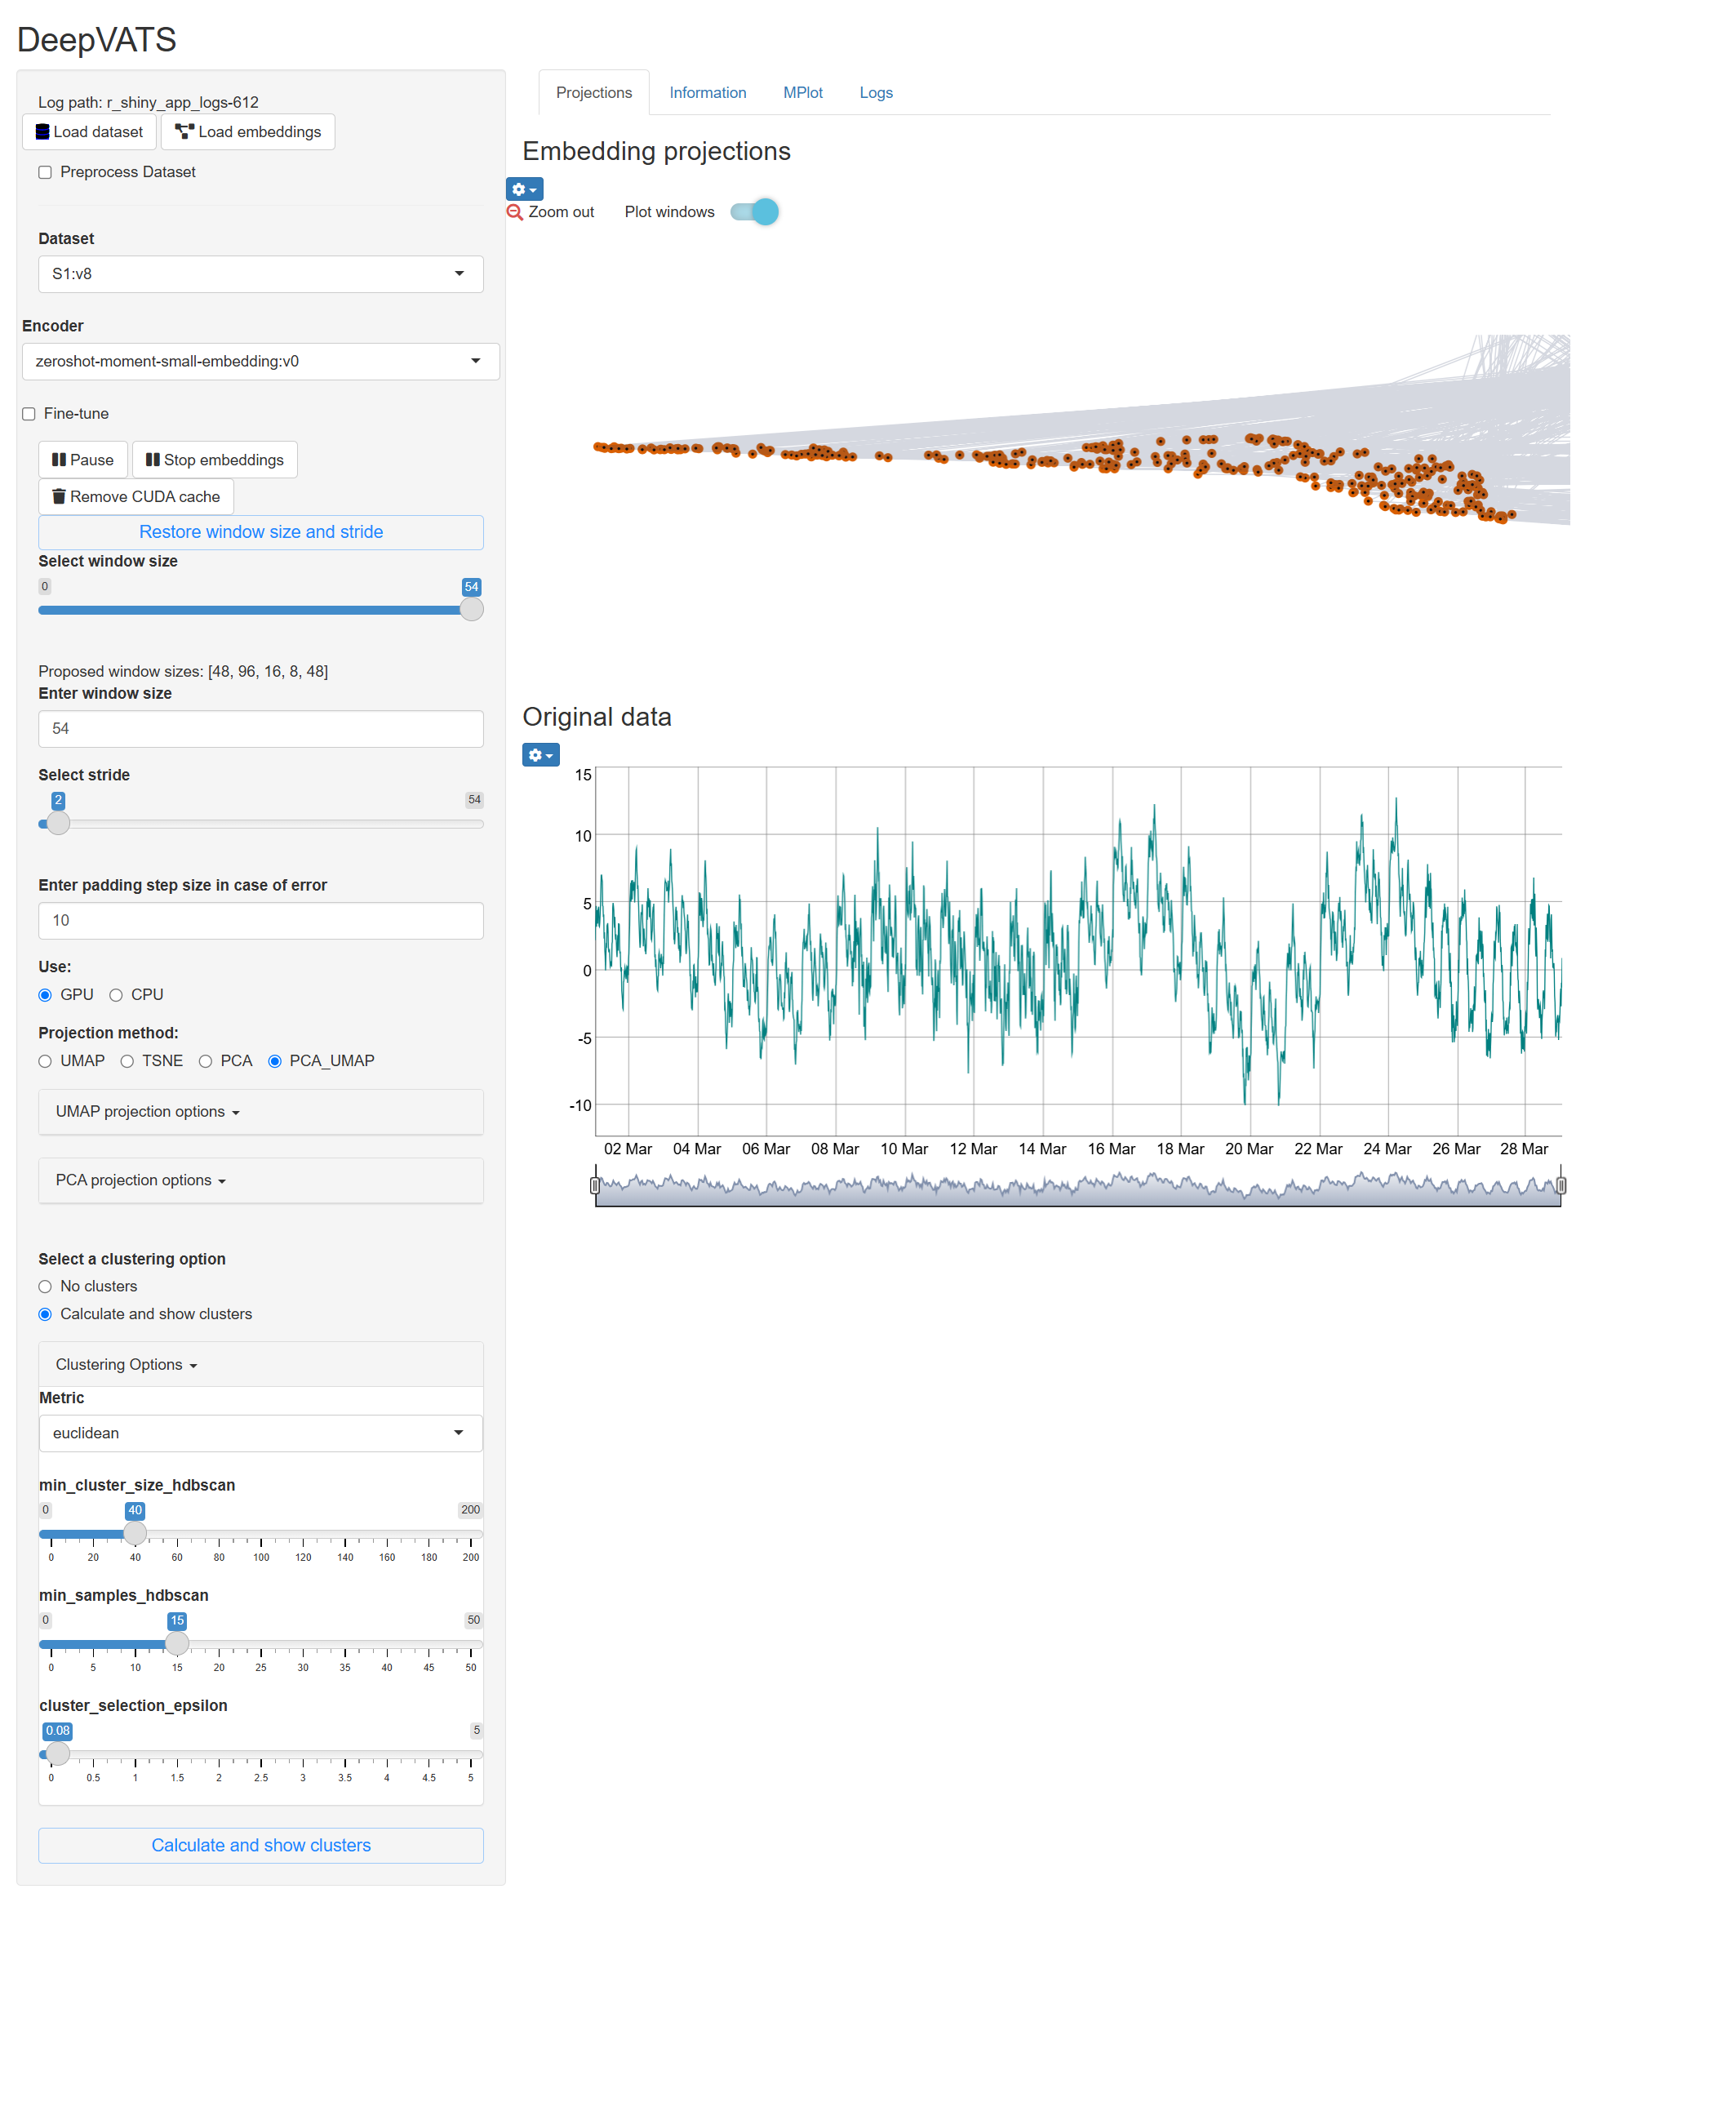 DeepVATS
Log path: r_shiny_app_logs-612
Load dataset Load embeddings
Preprocess Dataset
Dataset
S1:v8
Encoder
zeroshot-moment-small-embedding:v0
Fine-tune
Pause Stop embeddings
Remove CUDA cache
Restore window size and stride
Select window size
0 54
Proposed window sizes: [48, 96, 16, 8, 48]
Enter window size
54
Select stride
2 54
Enter padding step size in case of error
10
Use:
GPU CPU
Projection method:
UMAP TSNE PCA PCA_UMAP
UMAP projection options
PCA projection options
Select a clustering option
No clusters
Calculate and show clusters
Clustering Options
Metric
euclidean
min_cluster_size_hdbscan
0 40 200
0 20 40 60 80 100 120 140 160 180 200
min_samples_hdbscan
0 15 50
0 5 10 15 20 25 30 35 40 45 50
cluster_selection_epsilon
0.08 5
0 0.5 1 1.5 2 2.5 3 3.5 4 4.5 5
Calculate and show clusters
Projections Information MPlot Logs
Embedding projections
Zoom out Plot windows
Original data
15
10
5
0
-5
-10
02 Mar 04 Mar 06 Mar 08 Mar 10 Mar 12 Mar 14 Mar 16 Mar 18 Mar 20 Mar 22 Mar 24 Mar 26 Mar 28 Mar